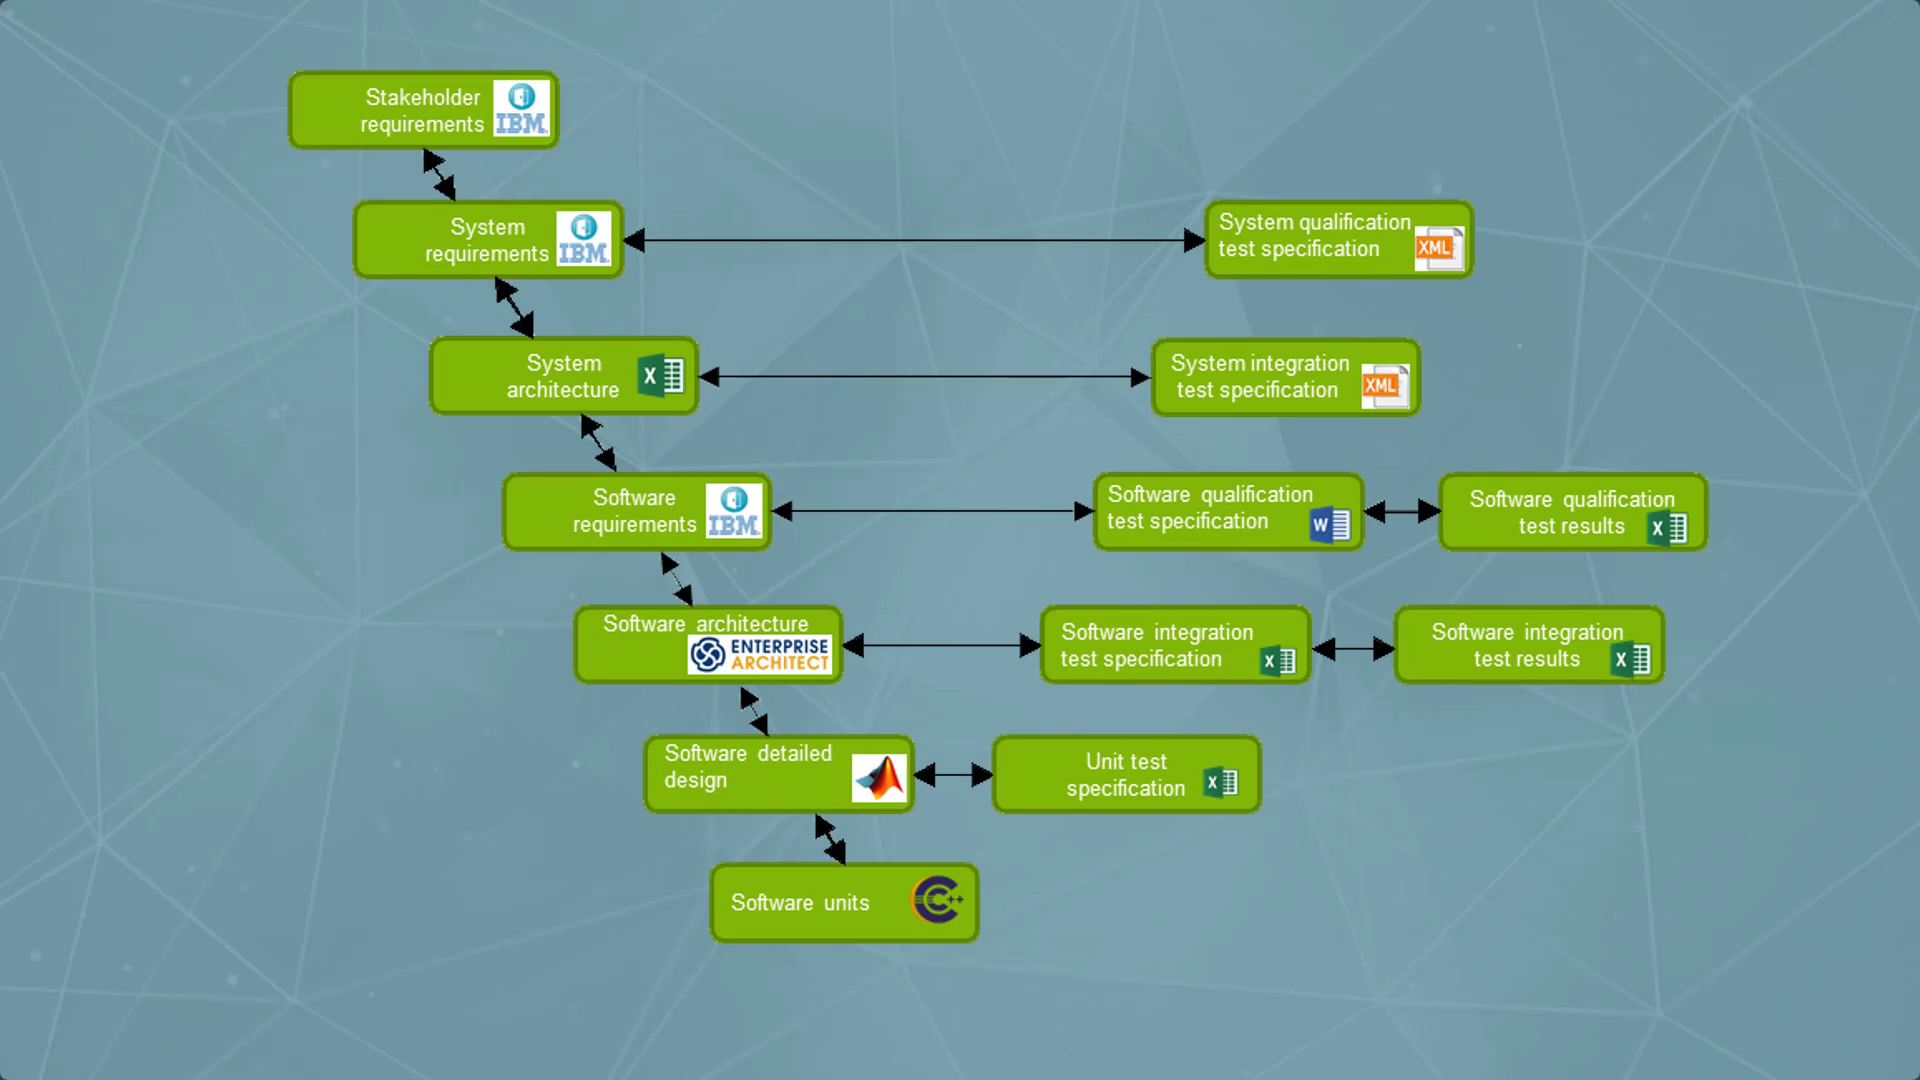 Stakeholder
requirements
IBM.
System
requirements
IBM.
System qualification
test specification
XML
System
architecture
X
System integration
test specification
XML
Software
requirements
IBM.
Software qualification
test specification
W
Software qualification
test results
X
Software architecture
ENTERPRISE
ARCHITECT
Software integration
test specification
X
Software integration
test results
X
Software detailed
design
Unit test
specification
X
Software units
C++